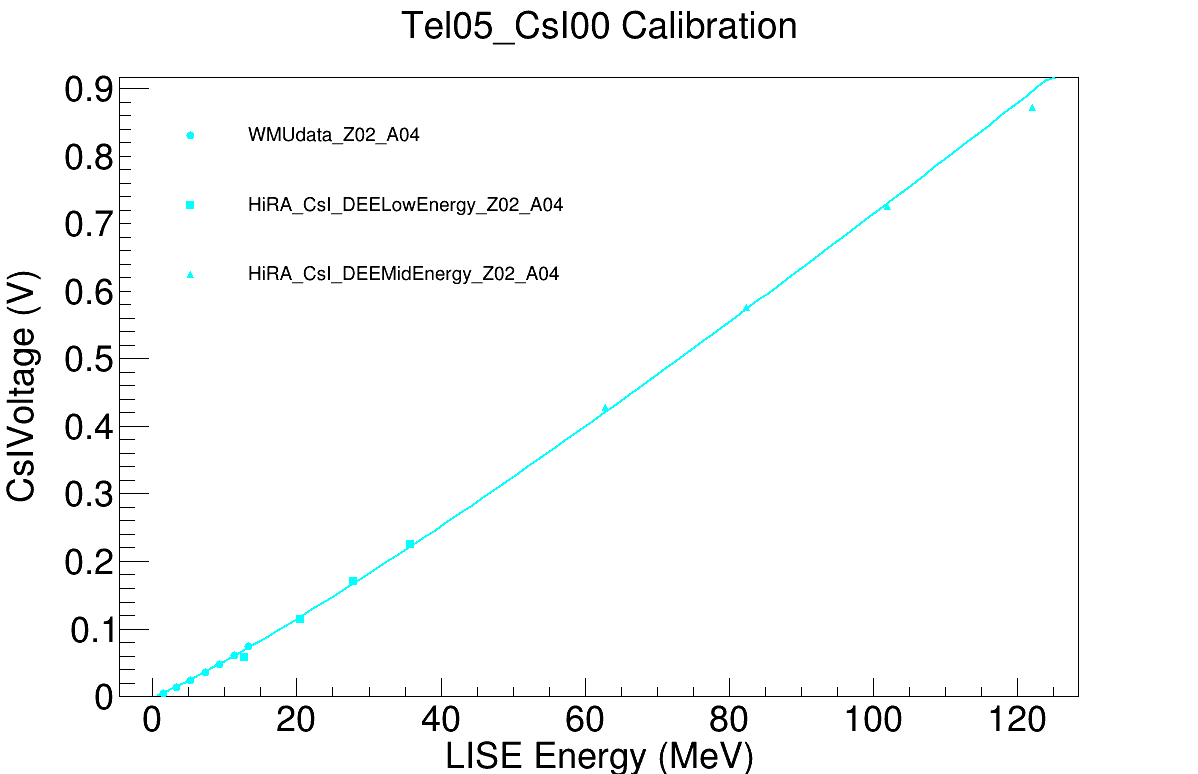 Tel05_CsI00 Calibration
WMUdata_Z02_A04
HiRA_CsI_DEELowEnergy_Z02_A04
HiRA_CsI_DEEMidEnergy_Z02_A04
CsIVoltage (V)
0.9
0.8
0.7
0.6
0.5
0.4
0.3
0.2
0.1
0
0 20 40 60 80 100 120
LISE Energy (MeV)